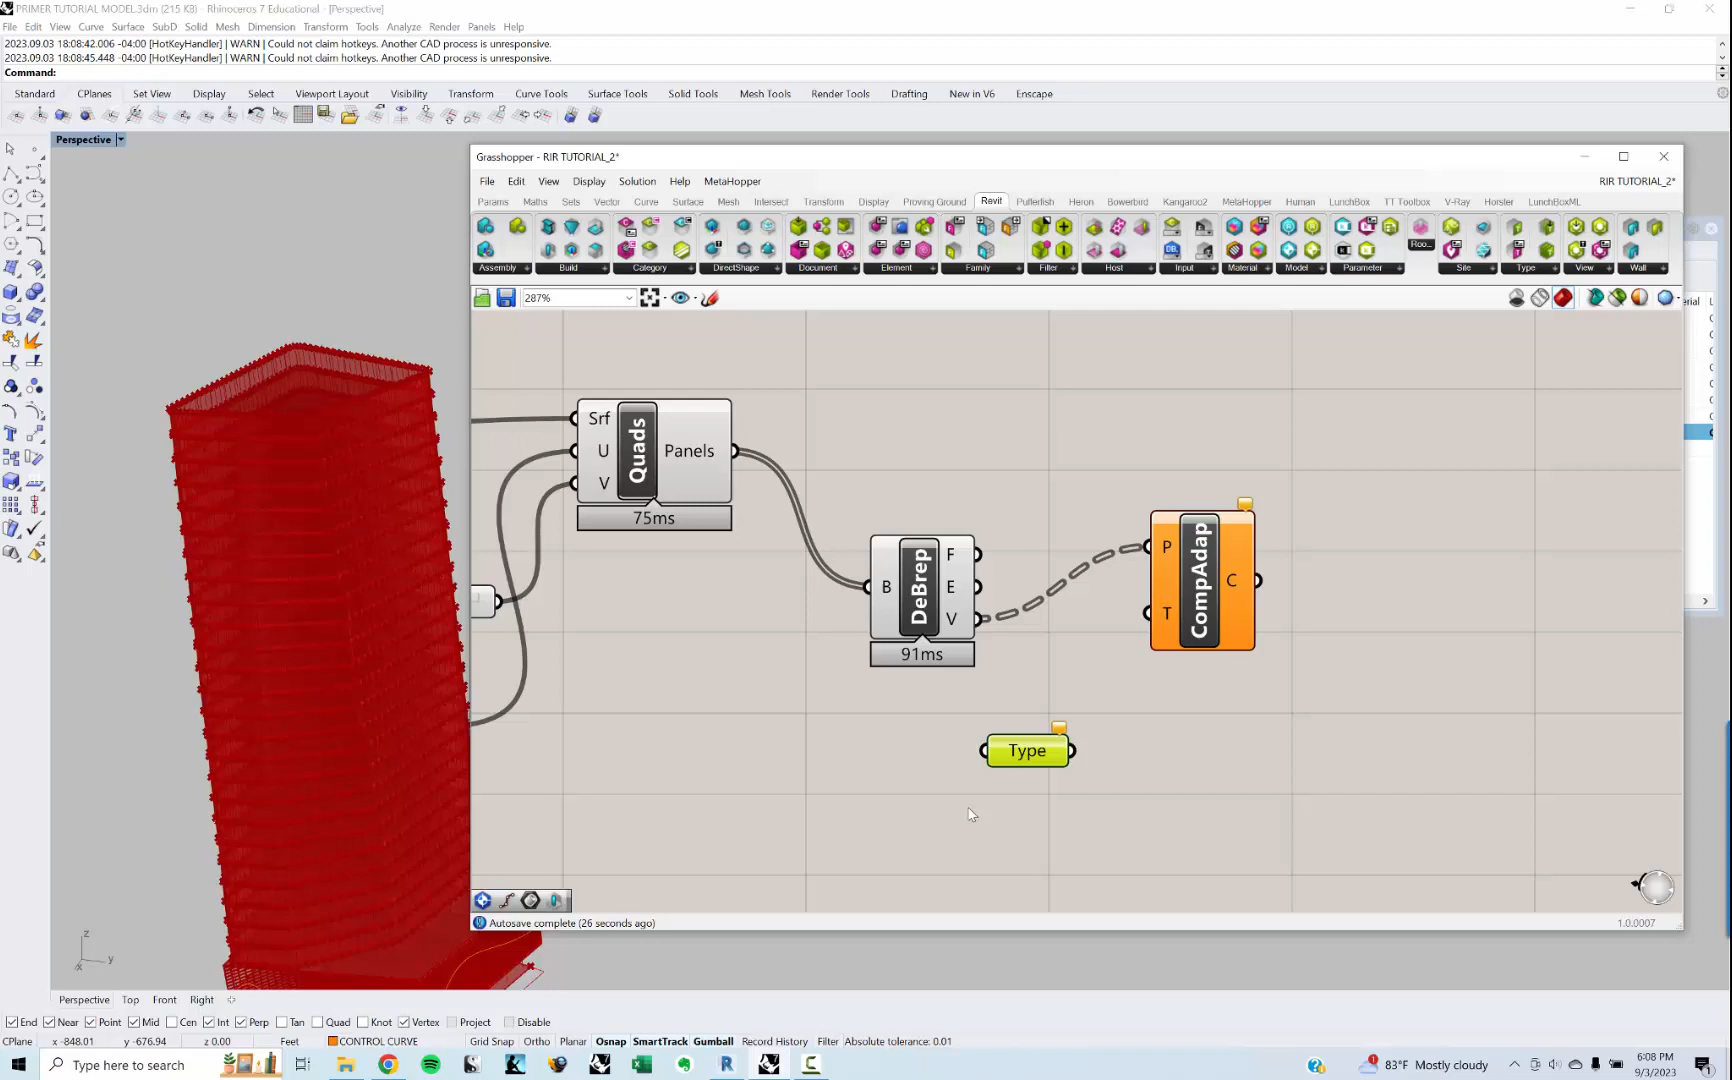 PRIMER TUTORIAL MODEL.3dm (215 KB) - Rhinoceros 7 Educational - [Perspective]
File Edit View Curve Surface SubD Solid Mesh Dimension Transform Tools Analyze Render Panels Help
2023.09.03 18:08:42.006 -04:00 [HotKeyHandler] | WARN | Could not claim hotkeys. Another CAD process is unresponsive.
2023.09.03 18:08:45.448 -04:00 [HotKeyHandler] | WARN | Could not claim hotkeys. Another CAD process is unresponsive.
Command:
Standard CPlanes Set View Display Select Viewport Layout Visibility Transform Curve Tools Surface Tools Solid Tools Mesh Tools Render Tools Drafting New in V6 Enscape
Perspective
Grasshopper - RIR TUTORIAL_2*
File Edit View Display Solution Help MetaHopper RIR TUTORIAL_2*
Params Maths Sets Vector Curve Surface Mesh Intersect Transform Display Proving Ground Revit Pufferfish Heron Bowerbird Kangaroo2 MetaHopper Human LunchBox TT Toolbox V-Ray Horster LunchBoxML
Roo...
Assembly Build Category DirectShape Document Element Family Filter Host Input Material Model Parameter Site Type View Wall
287%
erial
Srf
U
V
Quads
Panels
75ms
B
DeBrep
F
E
V
91ms
P
T
CompAdap
C
Type
Autosave complete (26 seconds ago) 1.0.0007
z
y
x
Perspective Top Front Right
End Near Point Mid Cen Int Perp Tan Quad Knot Vertex Project Disable
CPlane x -848.01 y -676.94 z 0.00 Feet CONTROL CURVE Grid Snap Ortho Planar Osnap SmartTrack Gumball Record History Filter Absolute tolerance: 0.01
Type here to search 83°F Mostly cloudy 6:08 PM
9/3/2023